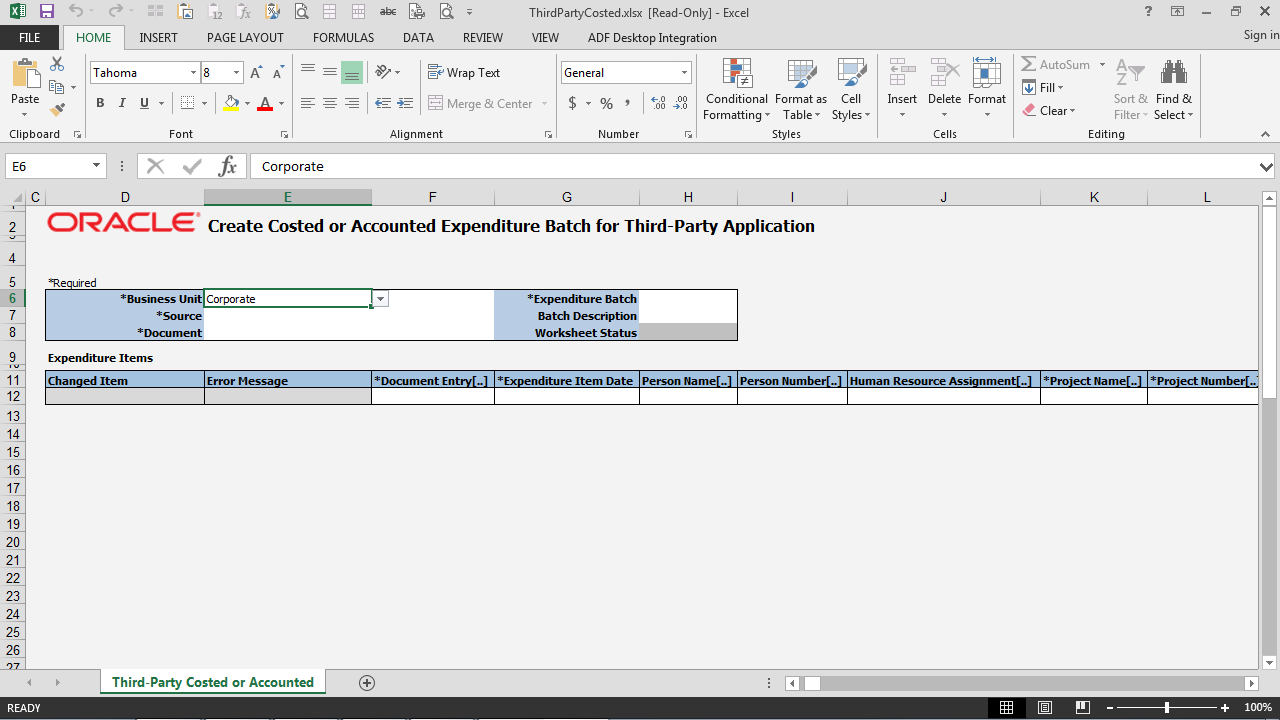 ThirdPartyCosted.xlsx [Read-Only] - Excel
FILE HOME INSERT PAGE LAYOUT FORMULAS DATA REVIEW VIEW ADF Desktop Integration Sign in
Paste
Tahoma 8
Wrap Text
Merge & Center
General
Conditional Formatting
Format as Table
Cell Styles
Insert Delete Format
AutoSum
Fill
Clear
Sort & Filter
Find & Select
Clipboard Font Alignment Number Styles Cells Editing
E6 fx Corporate
C D E F G H I J K L
2 ORACLE Create Costed or Accounted Expenditure Batch for Third-Party Application
4
5 *Required
6 *Business Unit Corporate *Expenditure Batch
7 *Source Batch Description
8 *Document Worksheet Status
9 Expenditure Items
11 Changed Item Error Message *Document Entry[..] *Expenditure Item Date Person Name[..] Person Number[..] Human Resource Assignment[..] *Project Name[..] *Project Number[..]
12
13
14
15
16
17
18
19
20
21
22
23
24
25
26
27
Third-Party Costed or Accounted
READY 100%